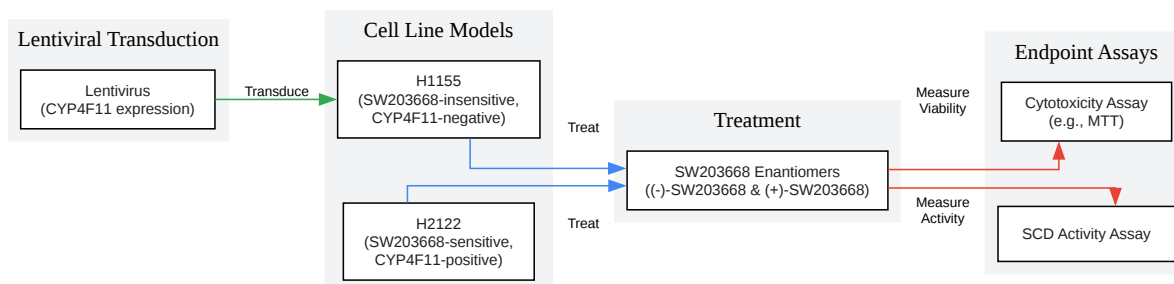 Lentiviral Transduction
Lentivirus
(CYP4F11 expression)
Transduce
Cell Line Models
H1155
(SW203668-insensitive,
CYP4F11-negative)
H2122
(SW203668-sensitive,
CYP4F11-positive)
Treat
Treat
Treatment
SW203668 Enantiomers
((-)-SW203668 & (+)-SW203668)
Measure
Viability
Measure
Activity
Endpoint Assays
Cytotoxicity Assay
(e.g., MTT)
SCD Activity Assay